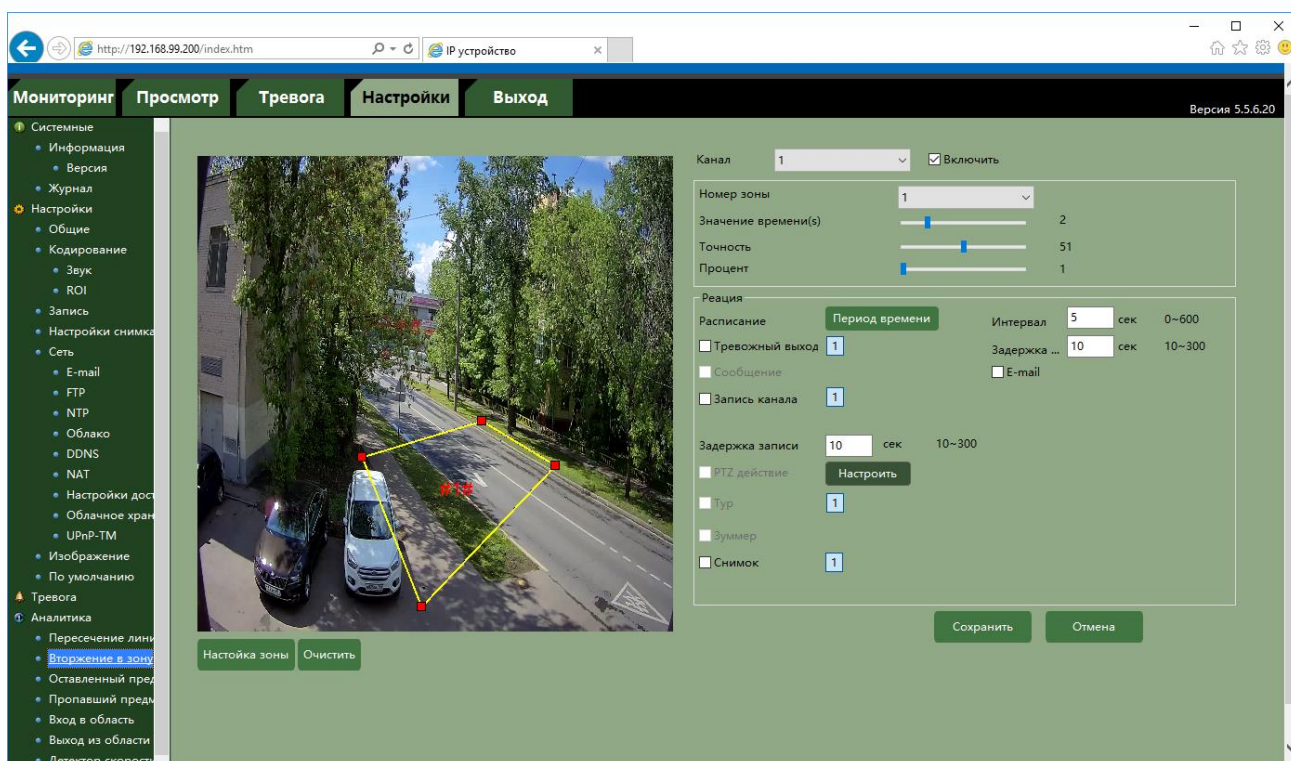 http://192.168.99.200/index.htm
IP устройство
Мониторинг Просмотр Тревога Настройки Выход
Версия 5.5.6.20
Системные
Информация
Версия
Журнал
Настройки
Общие
Кодирование
Звук
ROI
Запись
Настройки снимка
Сеть
E-mail
FTP
NTP
Облако
DDNS
NAT
Настройки дост
Облачное хран
UPnP-TM
Изображение
По умолчанию
Тревога
Аналитика
Пересечение лини
Вторжение в зону
Оставленный пред
Пропавший предм
Вход в область
Выход из области
Детектор скорости
#1#
Настойка зоны Очистить
Канал 1 Включить
Номер зоны 1
Значение времени(s) 2
Точность 51
Процент 1
Реация
Расписание Период времени Интервал 5 сек 0~600
Тревожный выход 1 Задержка ... 10 сек 10~300
Сообщение E-mail
Запись канала 1
Задержка записи 10 сек 10~300
PTZ действие Настроить
Тур 1
Зуммер
Снимок 1
Сохранить Отмена